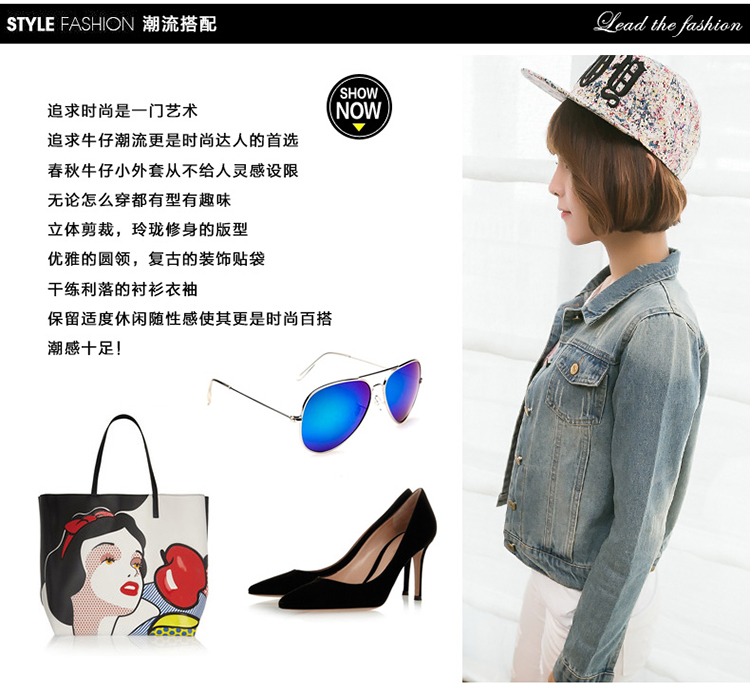 STYLE FASHION 潮流搭配
Lead the fashion
SHOW
NOW
追求时尚是一门艺术
追求牛仔潮流更是时尚达人的首选
春秋牛仔小外套从不给人灵感设限
无论怎么穿都有型有趣味
立体剪裁，玲珑修身的版型
优雅的圆领，复古的装饰贴袋
干练利落的衬衫衣袖
保留适度休闲随性感使其更是时尚百搭
潮感十足！